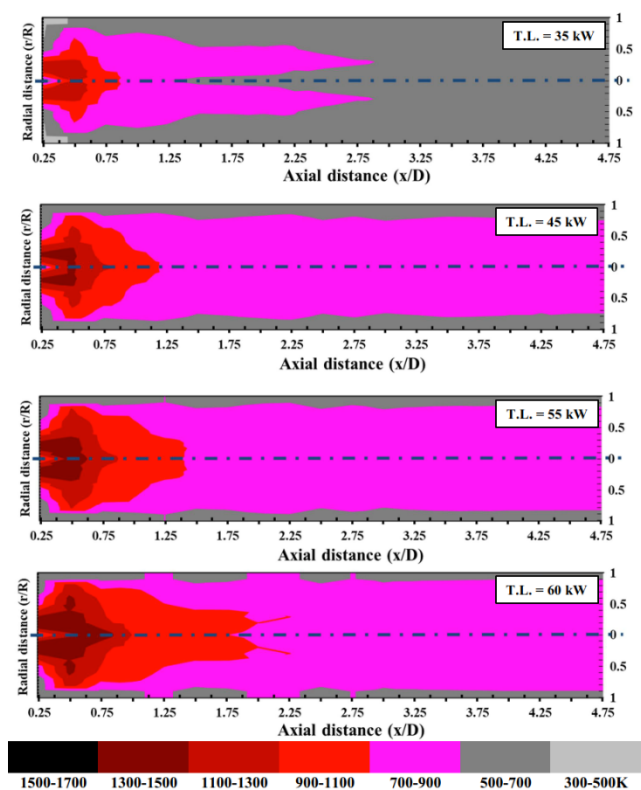 T.L. = 35 kW
Radial distance (r/R)
1
0.5
0
0.5
1
0.25 0.75 1.25 1.75 2.25 2.75 3.25 3.75 4.25 4.75
Axial distance (x/D)
T.L. = 45 kW
Radial distance (r/R)
1
0.5
0
0.5
1
0.25 0.75 1.25 1.75 2.25 2.75 3.25 3.75 4.25 4.75
Axial distance (x/D)
T.L. = 55 kW
Radial distance (r/R)
1
0.5
0
0.5
1
0.25 0.75 1.25 1.75 2.25 2.75 3.25 3.75 4.25 4.75
Axial distance (x/D)
T.L. = 60 kW
Radial distance (r/R)
1
0.5
0
0.5
1
0.25 0.75 1.25 1.75 2.25 2.75 3.25 3.75 4.25 4.75
Axial distance (x/D)
1500-1700 1300-1500 1100-1300 900-1100 700-900 500-700 300-500K